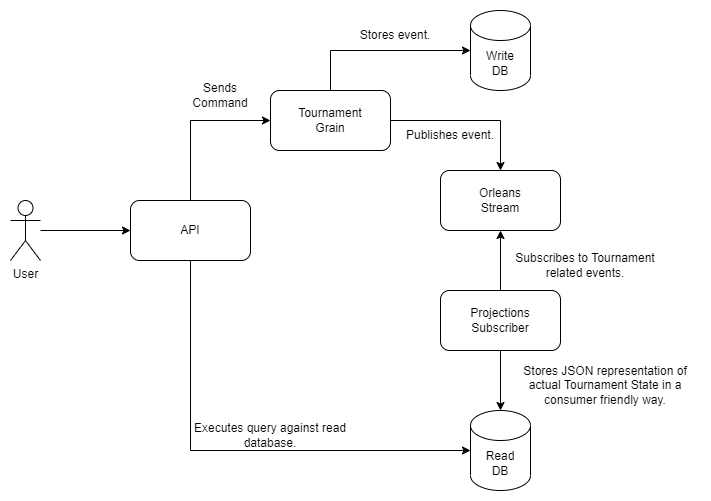 Stores event.
Write
DB
Sends
Command
Tournament
Grain
Publishes event.
Orleans
Stream
API
User
Subscribes to Tournament
related events.
Projections
Subscriber
Stores JSON representation of
actual Tournament State in a
consumer friendly way.
Executes query against read
database.
Read
DB